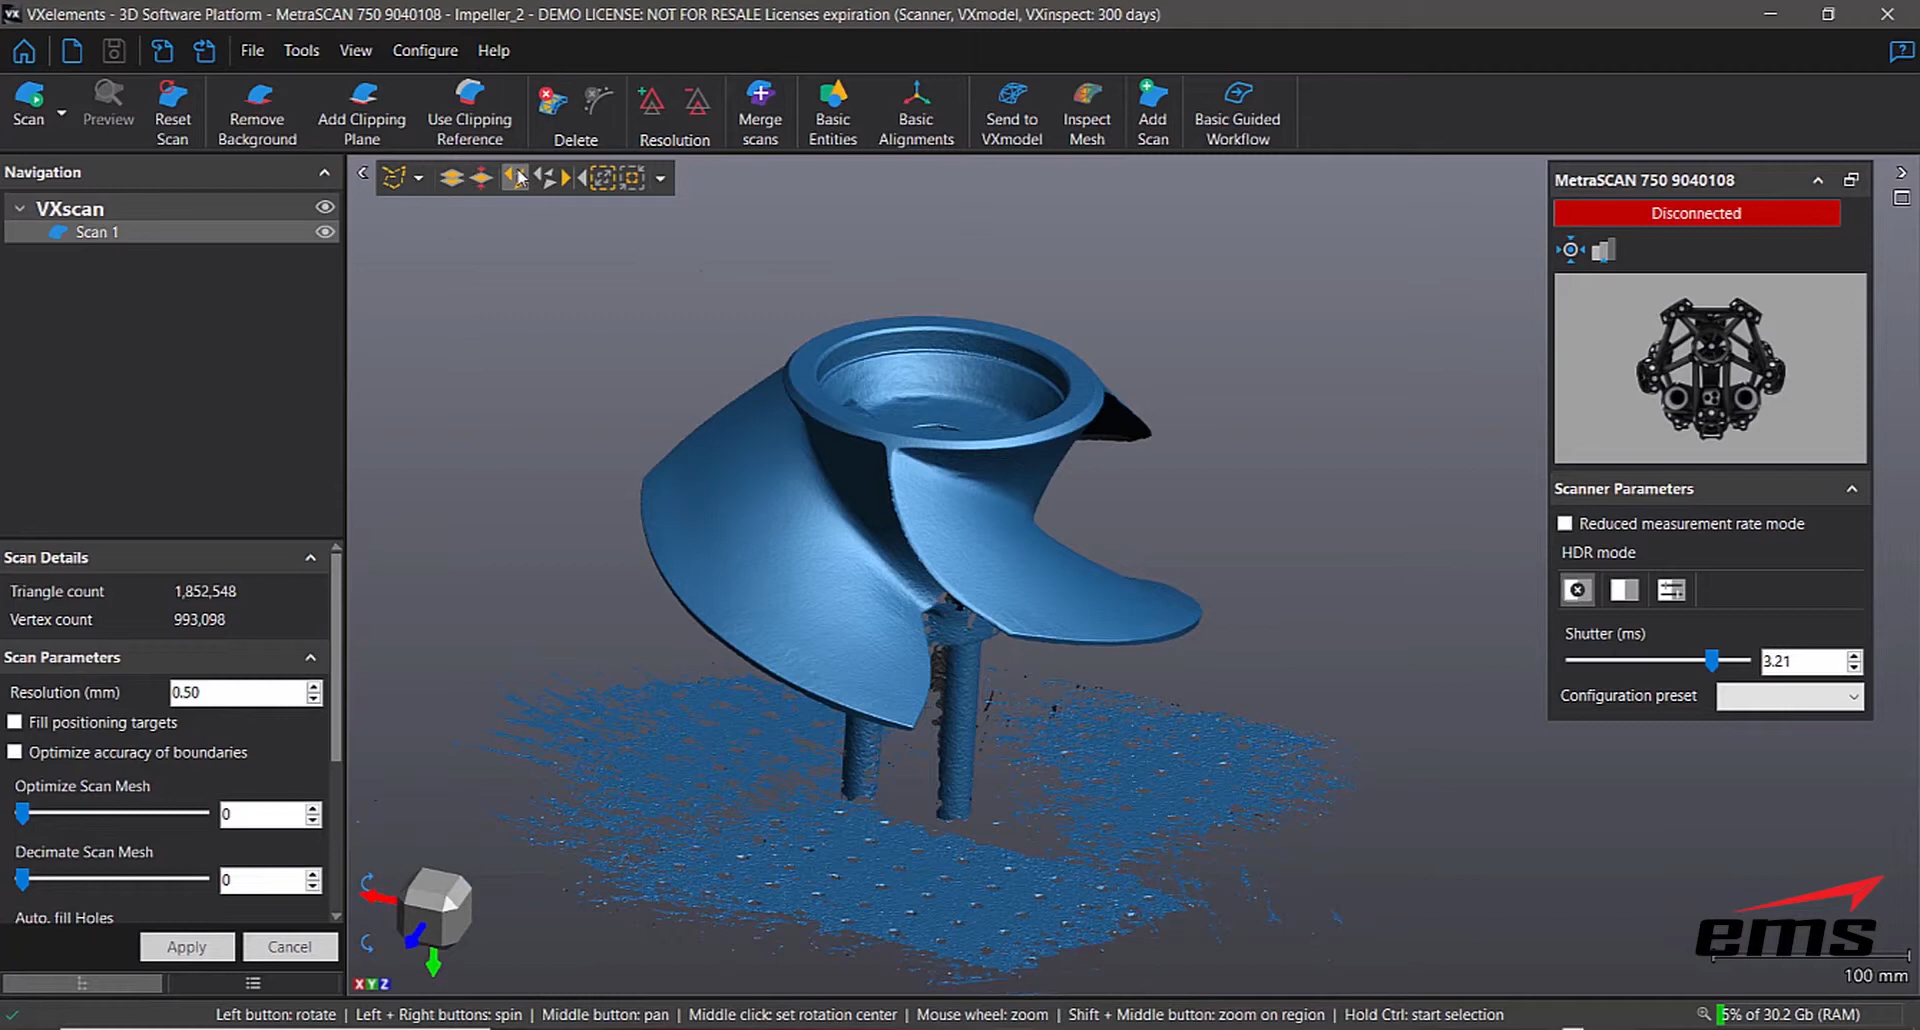 VXelements - 3D Software Platform - MetraSCAN 750 9040108 - Impeller_2 - DEMO LICENSE: NOT FOR RESALE Licenses expiration (Scanner, VXmodel, VXinspect: 300 days)
File Tools View Configure Help
Scan
Preview
Reset
Scan
Remove
Background
Add Clipping
Plane
Use Clipping
Reference
Delete
Resolution
Merge
scans
Basic
Entities
Basic
Alignments
Send to
VXmodel
Inspect
Mesh
Add
Scan
Basic Guided
Workflow
Navigation
VXscan
Scan 1
Scan Details
Triangle count 1,852,548
Vertex count 993,098
Scan Parameters
Resolution (mm) 0.50
Fill positioning targets
Optimize accuracy of boundaries
Optimize Scan Mesh
0
Decimate Scan Mesh
0
Auto. fill Holes
Apply Cancel
XYZ
MetraSCAN 750 9040108
Disconnected
Scanner Parameters
Reduced measurement rate mode
HDR mode
Shutter (ms)
3.21
Configuration preset
ems
100 mm
Left button: rotate | Left + Right buttons: spin | Middle button: pan | Middle click: set rotation center | Mouse wheel: zoom | Shift + Middle button: zoom on region | Hold Ctrl: start selection
5% of 30.2 Gb (RAM)